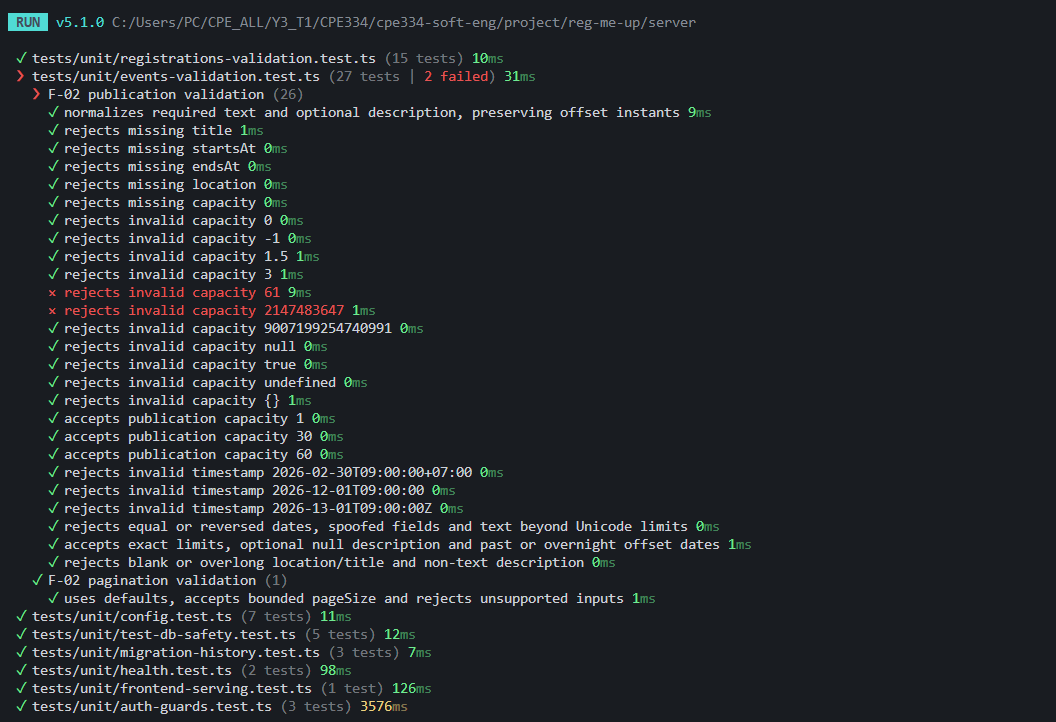 RUN v5.1.0 C:/Users/PC/CPE_ALL/Y3_T1/CPE334/cpe334-soft-eng/project/reg-me-up/server
✓ tests/unit/registrations-validation.test.ts (15 tests) 10ms
❯ tests/unit/events-validation.test.ts (27 tests | 2 failed) 31ms
❯ F-02 publication validation (26)
✓ normalizes required text and optional description, preserving offset instants 9ms
✓ rejects missing title 1ms
✓ rejects missing startsAt 0ms
✓ rejects missing endsAt 0ms
✓ rejects missing location 0ms
✓ rejects missing capacity 0ms
✓ rejects invalid capacity 0 0ms
✓ rejects invalid capacity -1 0ms
✓ rejects invalid capacity 1.5 1ms
✓ rejects invalid capacity 3 1ms
× rejects invalid capacity 61 9ms
× rejects invalid capacity 2147483647 1ms
✓ rejects invalid capacity 9007199254740991 0ms
✓ rejects invalid capacity null 0ms
✓ rejects invalid capacity true 0ms
✓ rejects invalid capacity undefined 0ms
✓ rejects invalid capacity {} 1ms
✓ accepts publication capacity 1 0ms
✓ accepts publication capacity 30 0ms
✓ accepts publication capacity 60 0ms
✓ rejects invalid timestamp 2026-02-30T09:00:00+07:00 0ms
✓ rejects invalid timestamp 2026-12-01T09:00:00 0ms
✓ rejects invalid timestamp 2026-13-01T09:00:00Z 0ms
✓ rejects equal or reversed dates, spoofed fields and text beyond Unicode limits 0ms
✓ accepts exact limits, optional null description and past or overnight offset dates 1ms
✓ rejects blank or overlong location/title and non-text description 0ms
✓ F-02 pagination validation (1)
✓ uses defaults, accepts bounded pageSize and rejects unsupported inputs 1ms
✓ tests/unit/config.test.ts (7 tests) 11ms
✓ tests/unit/test-db-safety.test.ts (5 tests) 12ms
✓ tests/unit/migration-history.test.ts (3 tests) 7ms
✓ tests/unit/health.test.ts (2 tests) 98ms
✓ tests/unit/frontend-serving.test.ts (1 test) 126ms
✓ tests/unit/auth-guards.test.ts (3 tests) 3576ms